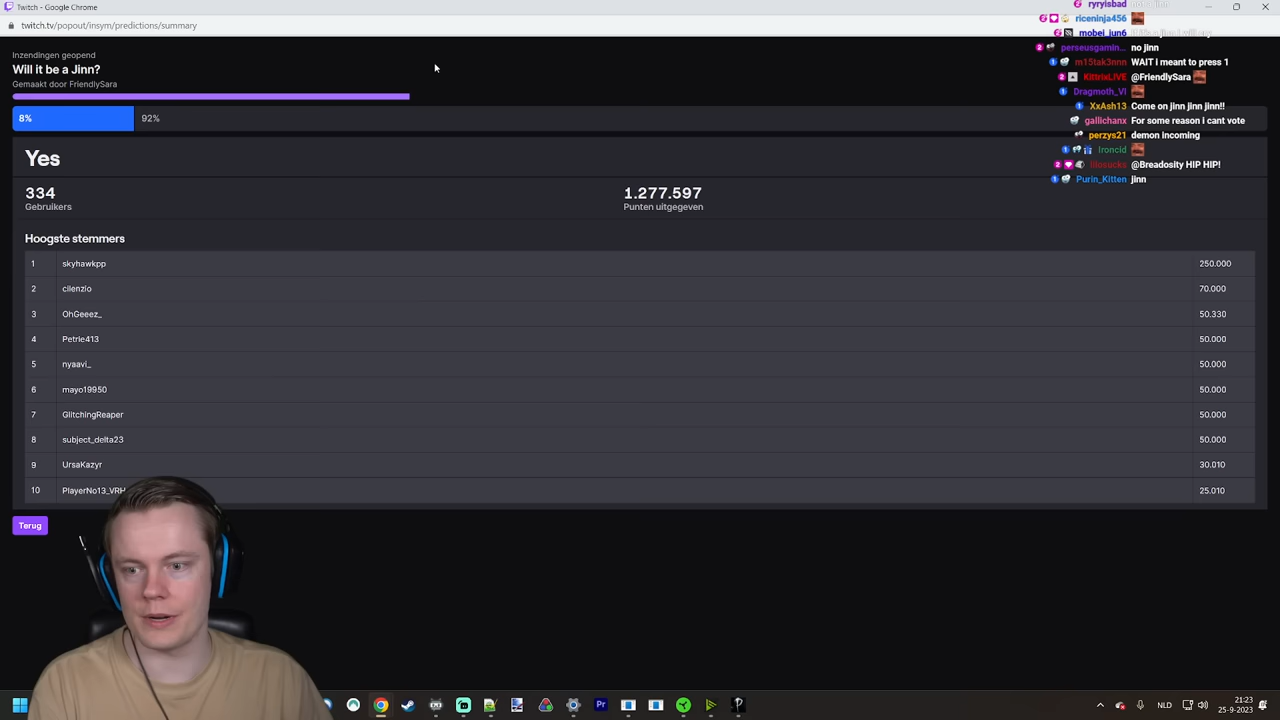 Twitch - Google Chrome
twitch.tv/popout/insym/predictions/summary
Inzendingen geopend
Will it be a Jinn?
Gemaakt door FriendlySara
8%
92%
Yes
334
Gebruikers
1.277.597
Punten uitgegeven
Hoogste stemmers
1 skyhawkpp 250.000
2 cilenzio 70.000
3 OhGeeez_ 50.330
4 Petrie413 50.000
5 nyaavi_ 50.000
6 mayo19950 50.000
7 GlitchingReaper 50.000
8 subject_delta23 50.000
9 UrsaKazyr 30.010
10 PlayerNo13_VRH 25.010
Terug
ryryisbad
riceninja456
mobei_jun6
perseusgamin... no jinn
m15tak3nnn WAIT i meant to press 1
KittrixLIVE @FriendlySara
Dragmoth_VI
XxAsh13 Come on jinn jinn jinn!!
gallichanx For some reason i cant vote
perzys21 demon incoming
Ironcid
lilosucks @Breadosity HIP HIP!
Purin_Kitten jinn
NLD
21:23
25-9-2023